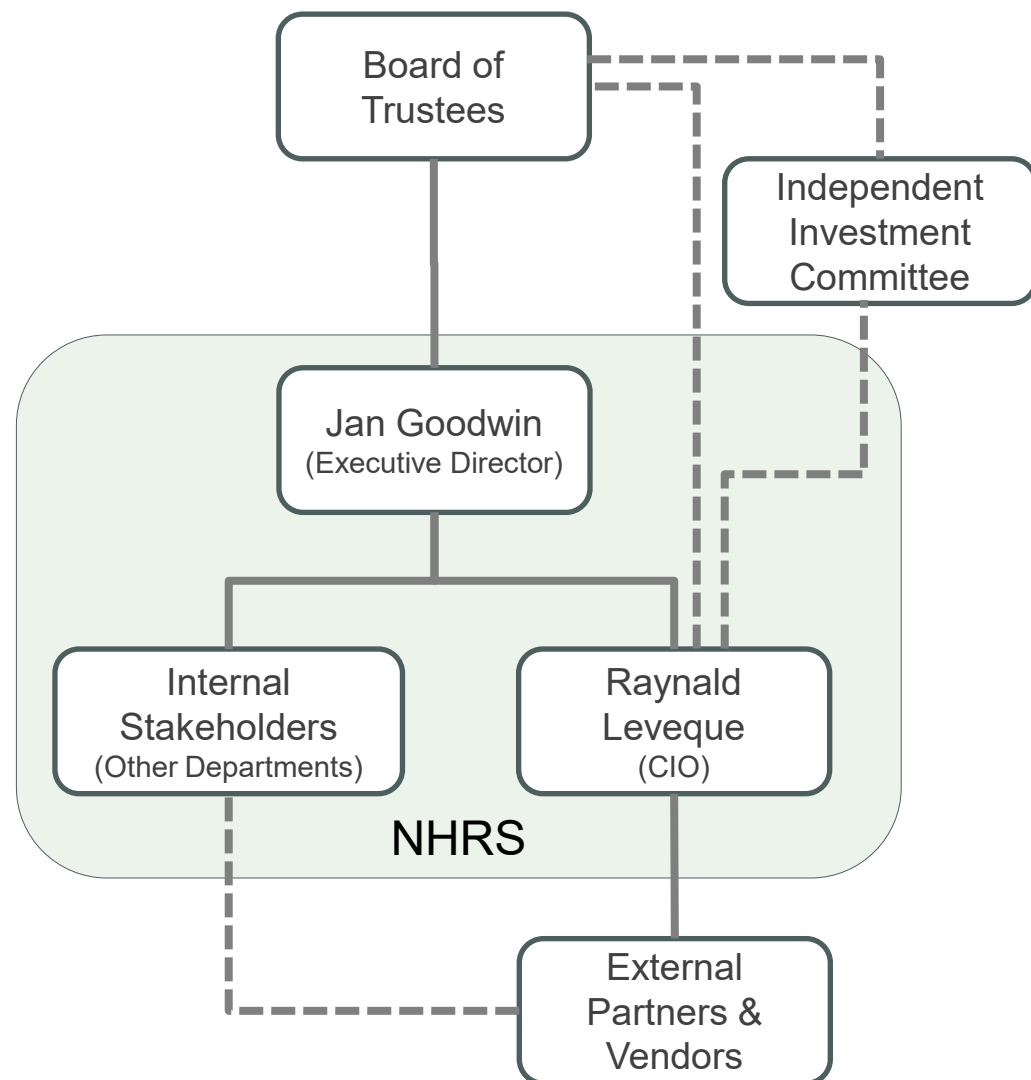 Board of
Trustees
Independent
Investment
Committee
Jan Goodwin
(Executive Director)
Internal
Stakeholders
(Other Departments)
Raynald
Leveque
(CIO)
NHRS
External
Partners &
Vendors